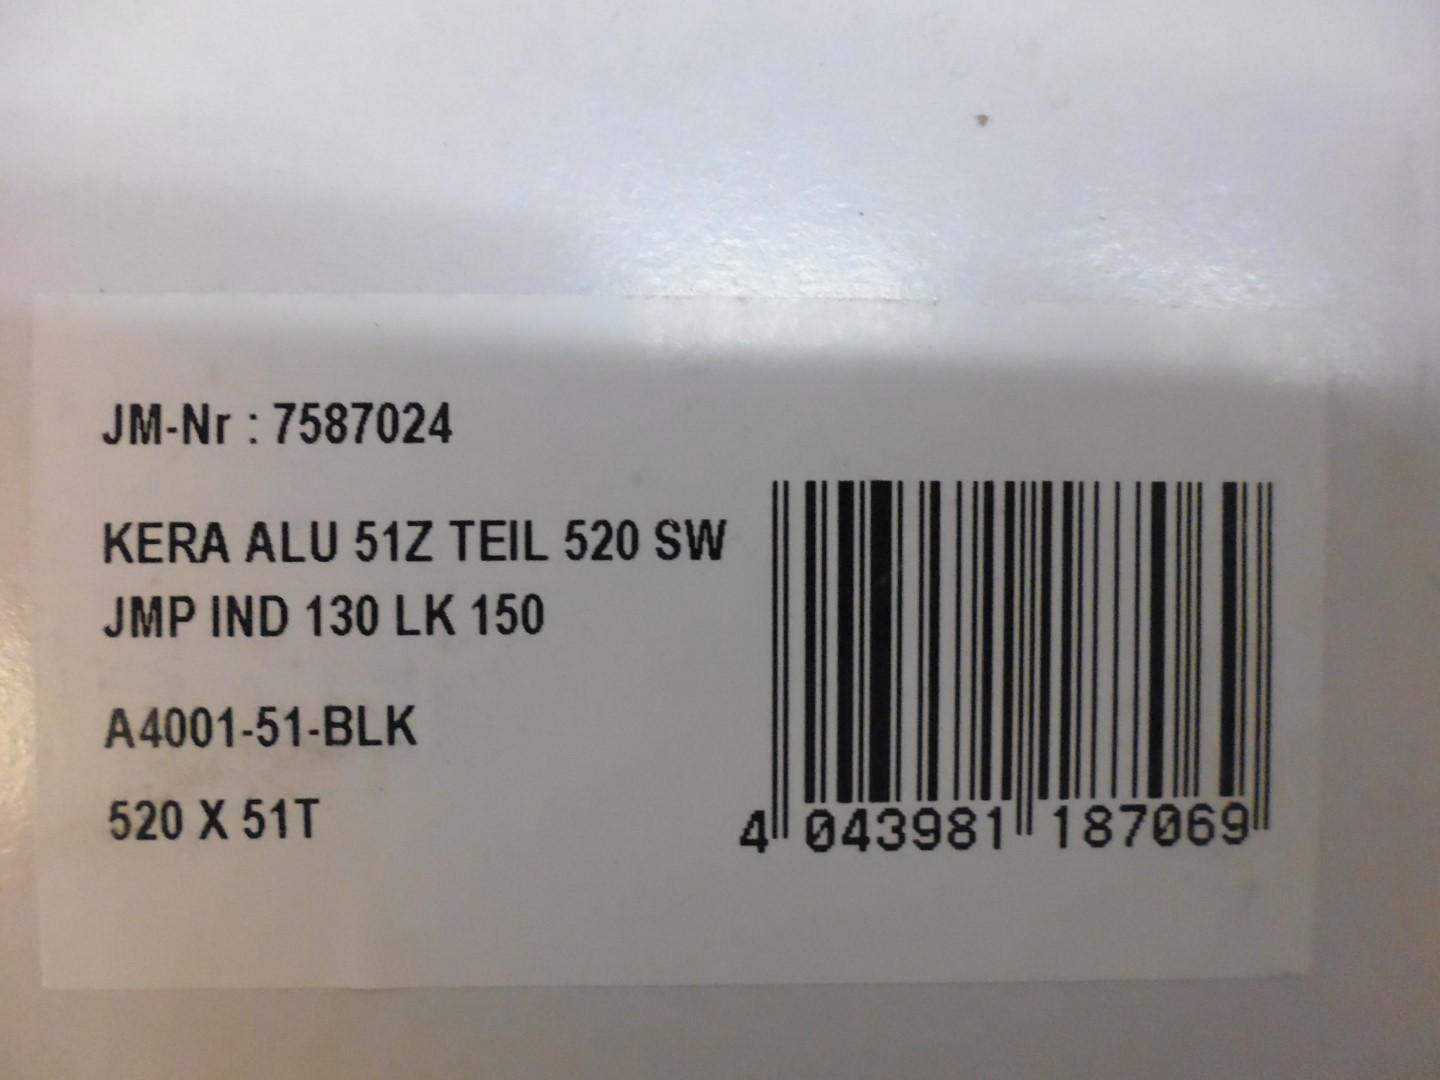 JM-Nr : 7587024
KERA ALU 51Z TEIL 520 SW
JMP IND 130 LK 150
A4001-51-BLK
520 X 51T
4 043981 187069